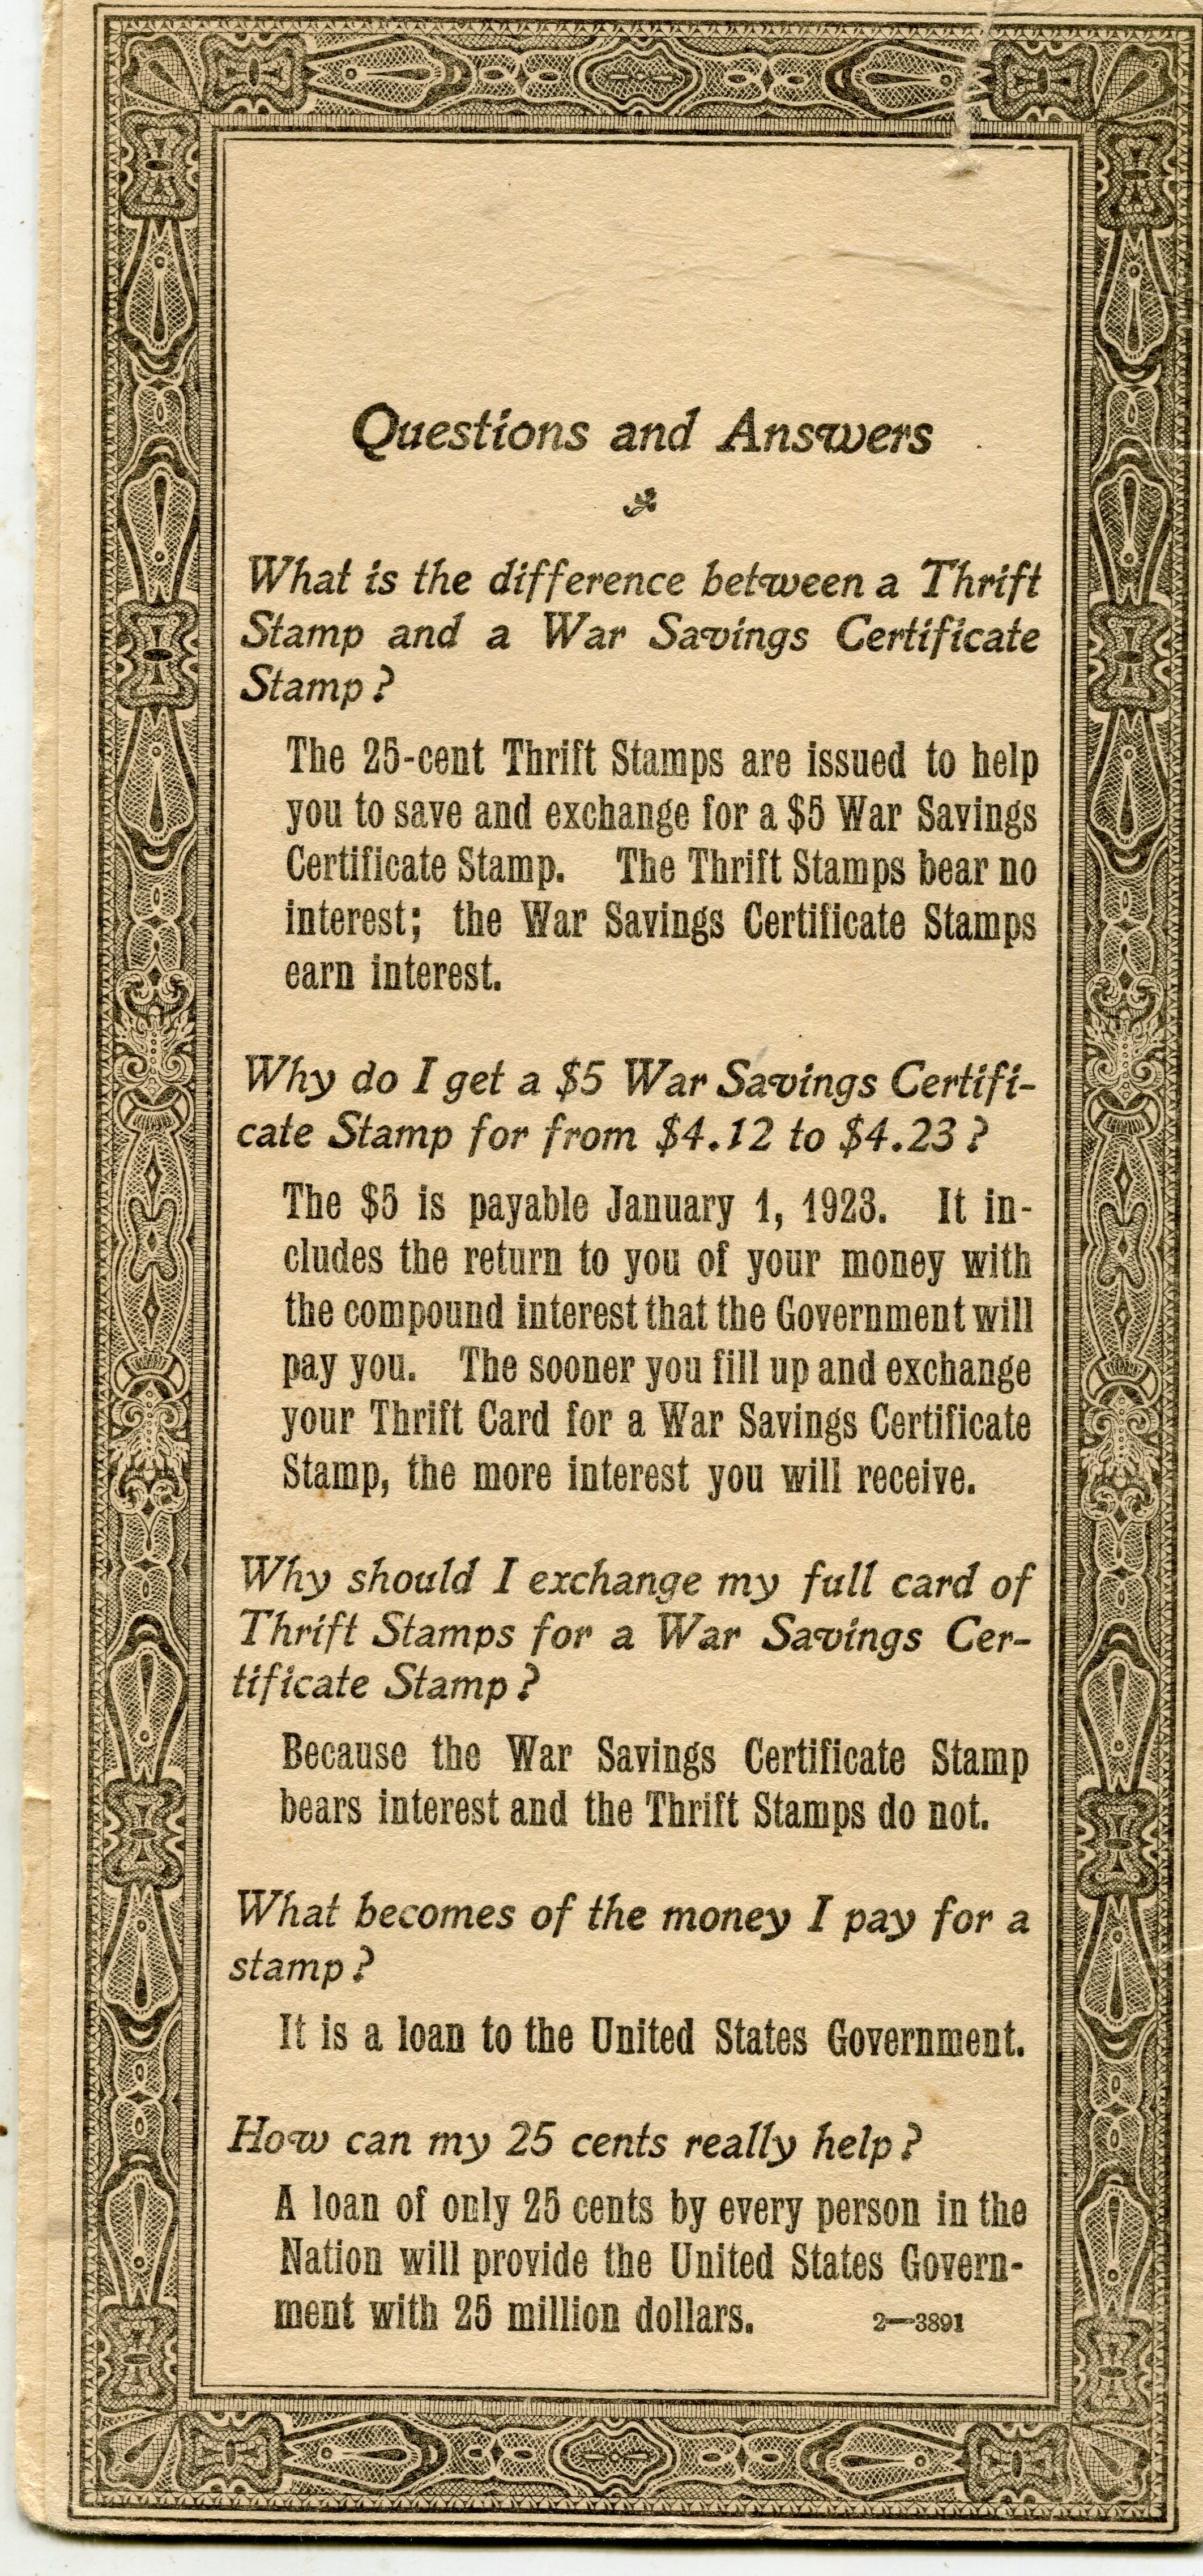 Questions and Answers
What is the difference between a Thrift
Stamp and a War Savings Certificate
Stamp?
The 25-cent Thrift Stamps are issued to help
you to save and exchange for a $5 War Savings
Certificate Stamp. The Thrift Stamps bear no
interest; the War Savings Certificate Stamps
earn interest.
Why do I get a $5 War Savings Certifi-
cate Stamp for from $4.12 to $4.23?
The $5 is payable January 1, 1923. It in-
cludes the return to you of your money with
the compound interest that the Government will
pay you. The sooner you fill up and exchange
your Thrift Card for a War Savings Certificate
Stamp, the more interest you will receive.
Why should I exchange my full card of
Thrift Stamps for a War Savings Cer-
tificate Stamp?
Because the War Savings Certificate Stamp
bears interest and the Thrift Stamps do not.
What becomes of the money I pay for a
stamp?
It is a loan to the United States Government.
How can my 25 cents really help?
A loan of only 25 cents by every person in the
Nation will provide the United States Govern-
ment with 25 million dollars. 2—3891